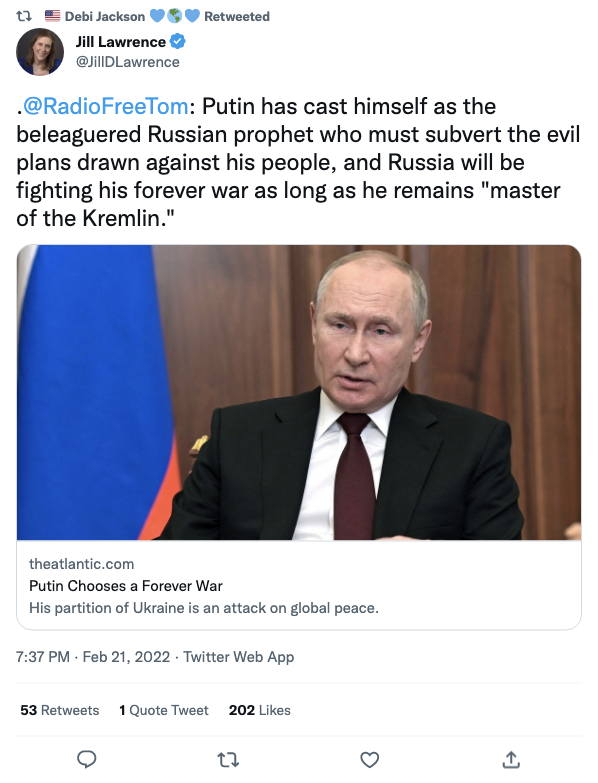 Debi Jackson 💙🌎💙 Retweeted
Jill Lawrence
@JillDLawrence
.@RadioFreeTom: Putin has cast himself as the
beleaguered Russian prophet who must subvert the evil
plans drawn against his people, and Russia will be
fighting his forever war as long as he remains "master
of the Kremlin."
theatlantic.com
Putin Chooses a Forever War
His partition of Ukraine is an attack on global peace.
7:37 PM · Feb 21, 2022 · Twitter Web App
53 Retweets 1 Quote Tweet 202 Likes